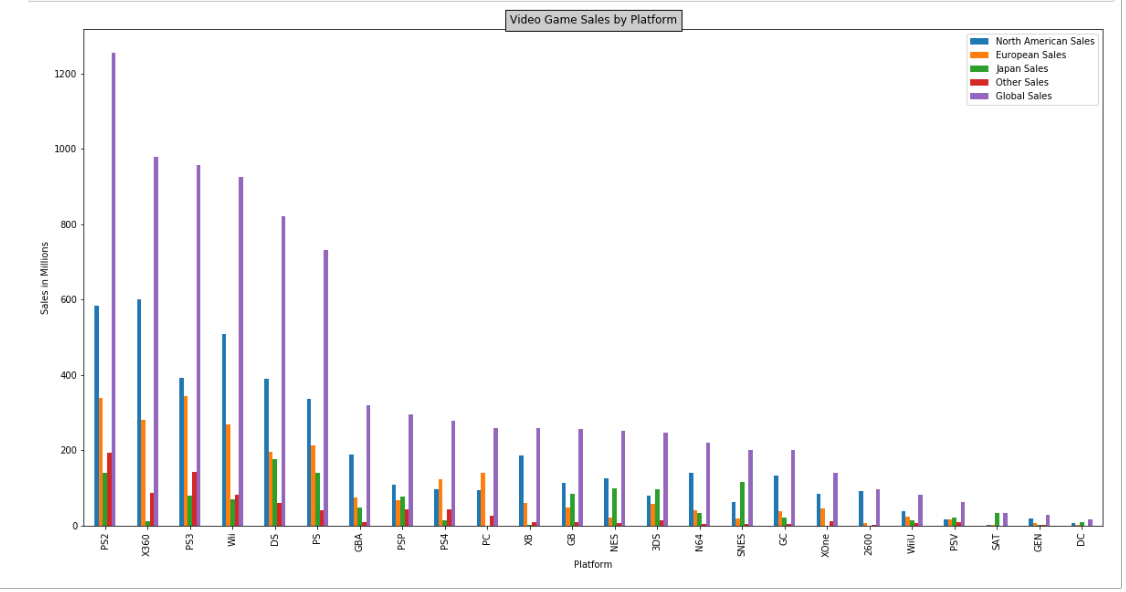 Video Game Sales by Platform
North American Sales
European Sales
Japan Sales
Other Sales
Global Sales
1200
1000
800
600
400
200
0
Sales in Millions
PS2 X360 PS3 Wii DS PS GBA PSP PS4 PC XB GB NES 3DS N64 SNES GC XOne 2600 WiiU PSV SAT GEN DC
Platform